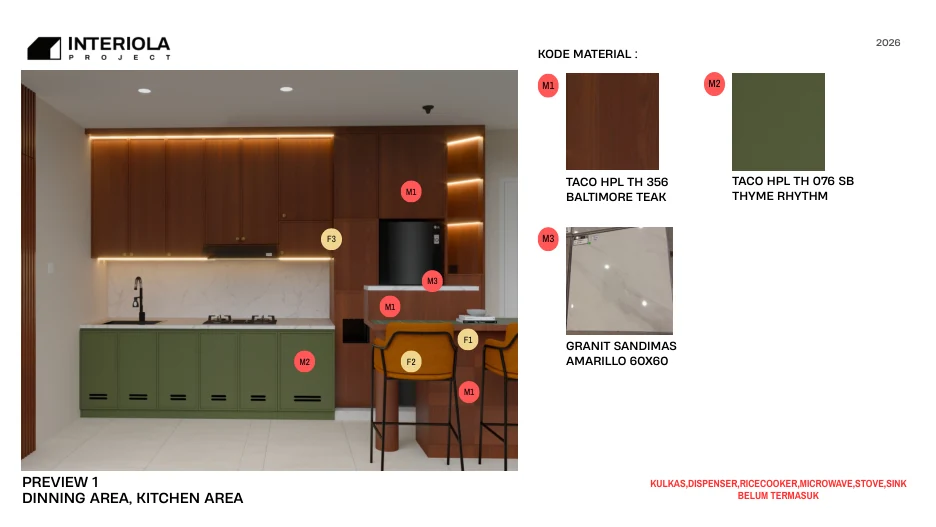 INTERIOLA
PROJECT
2026
KODE MATERIAL :
M1
TACO HPL TH 356
BALTIMORE TEAK
M2
TACO HPL TH 076 SB
THYME RHYTHM
M3
GRANIT SANDIMAS
AMARILLO 60X60
M1
F3
M3
M1
F1
M2
F2
M1
PREVIEW 1
DINNING AREA, KITCHEN AREA
KULKAS,DISPENSER,RICECOOKER,MICROWAVE,STOVE,SINK
BELUM TERMASUK